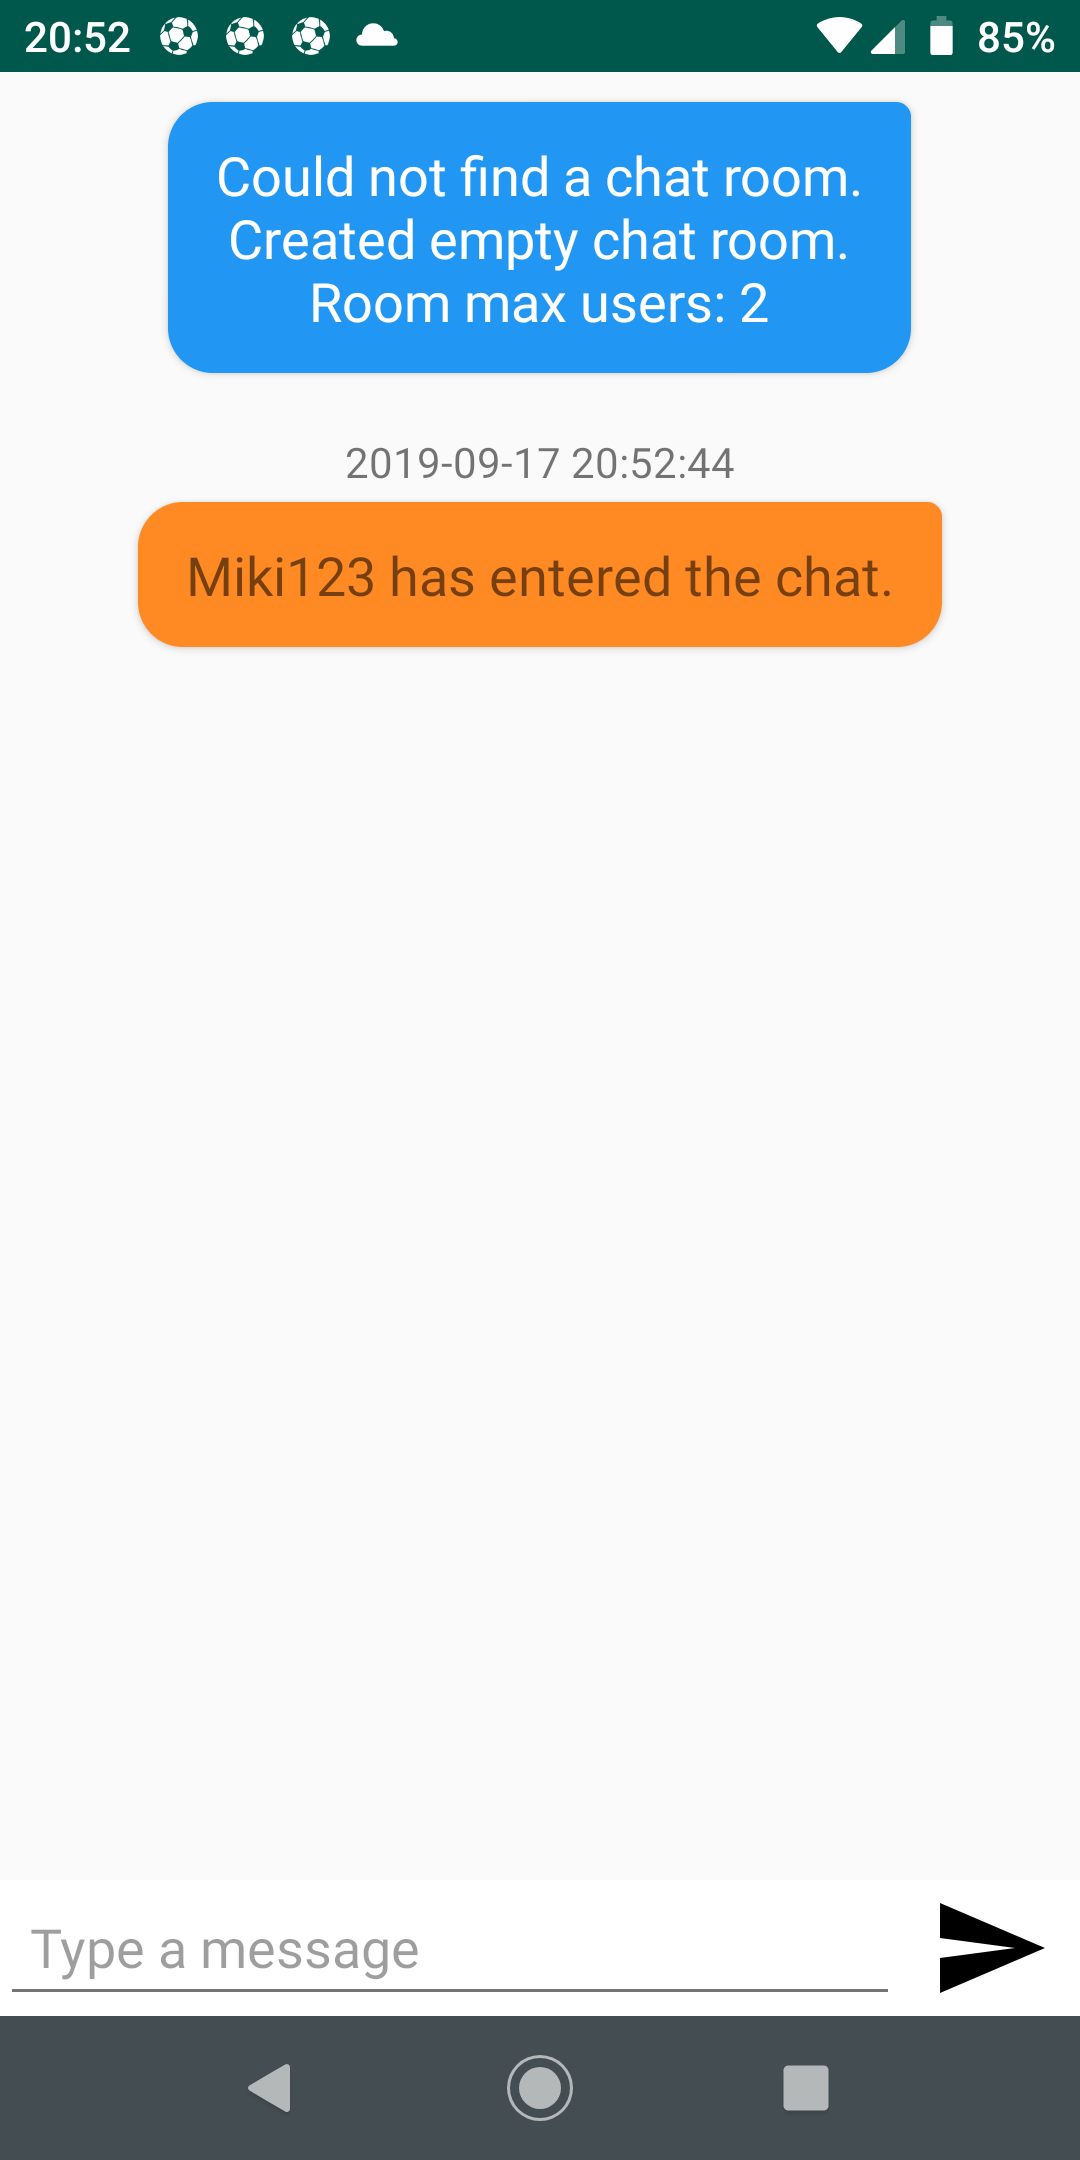 20:52 85%
Could not find a chat room.
Created empty chat room.
Room max users: 2
2019-09-17 20:52:44
Miki123 has entered the chat.
Type a message